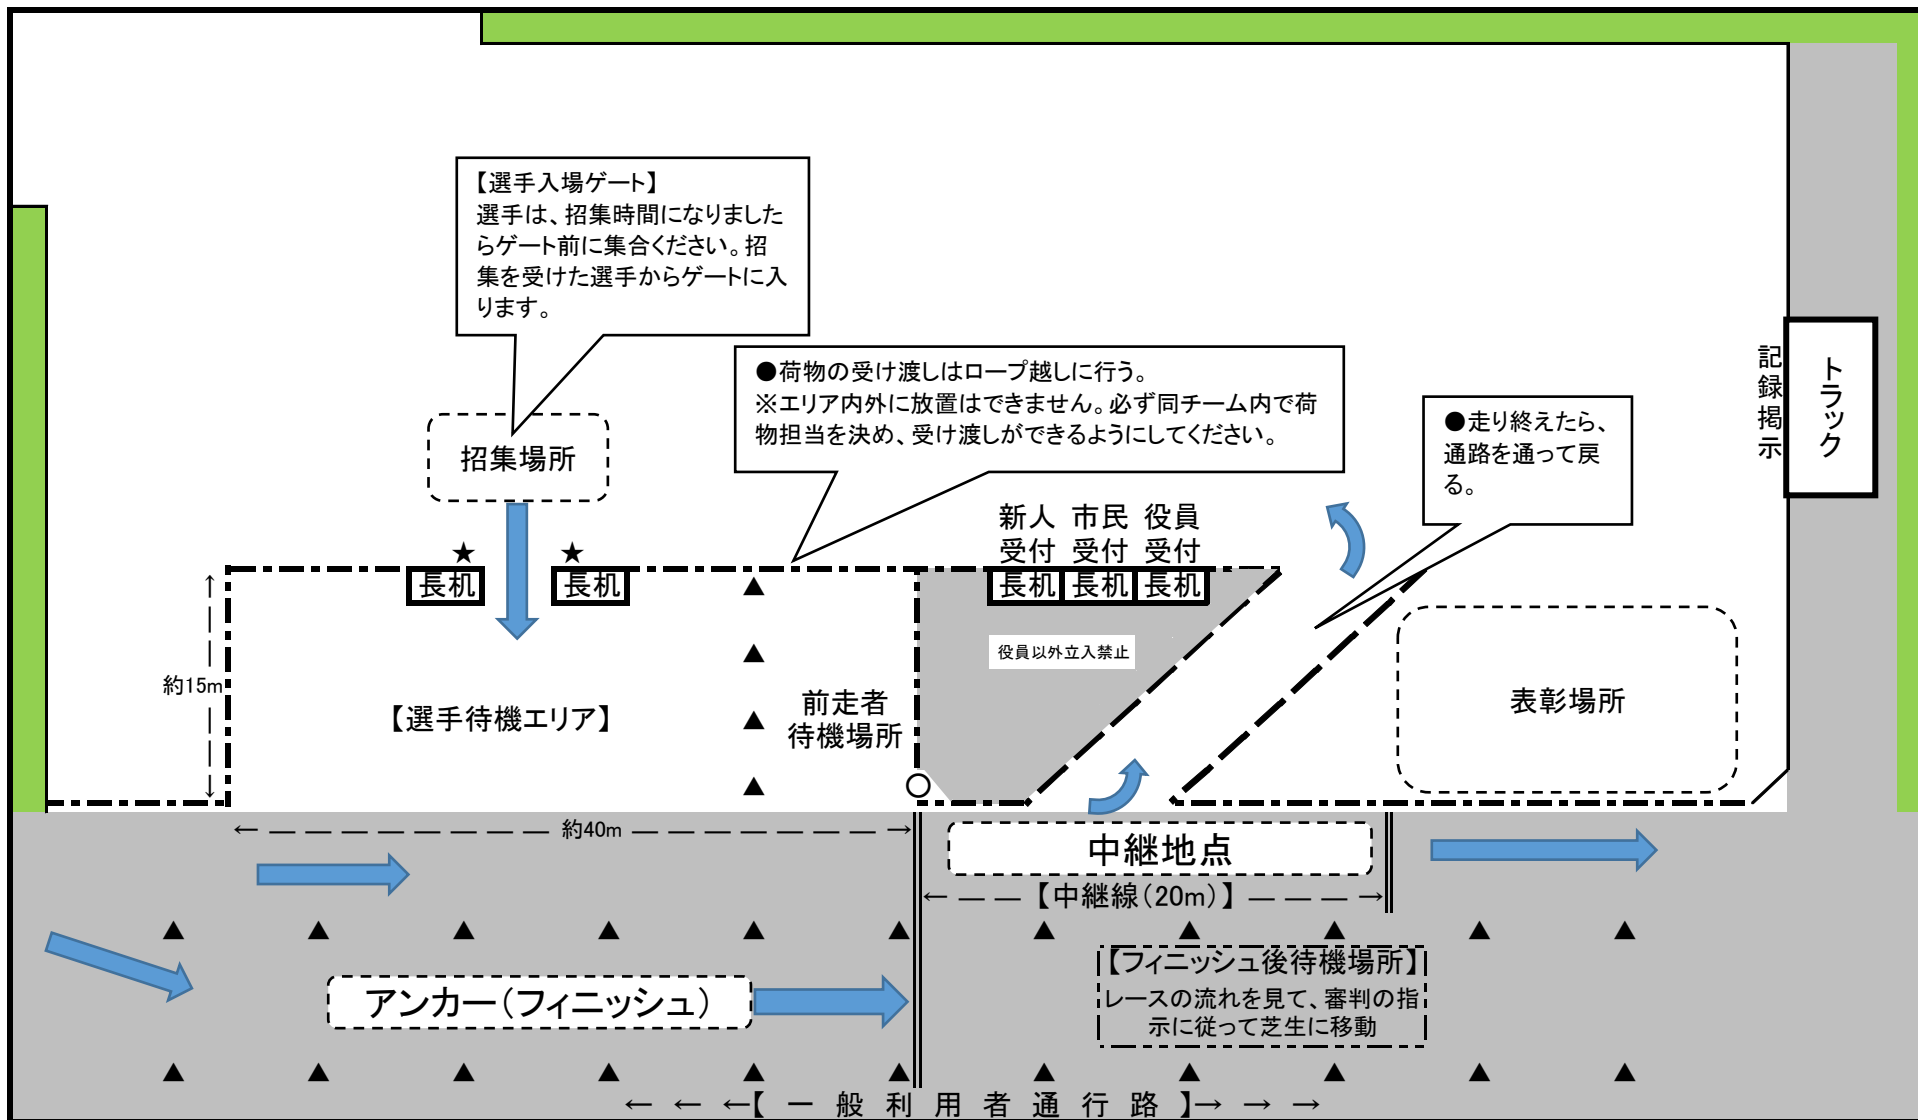 【選手入場ゲート】
選手は、招集時間になりました
らゲート前に集合ください。招
集を受けた選手からゲートに入
ります。
●荷物の受け渡しはロープ越しに行う。
※エリア内外に放置はできません。必ず同チーム内で荷
物担当を決め、受け渡しができるようにしてください。
●走り終えたら、
通路を通って戻
る。
記録掲示
トラック
招集場所
新人 市民 役員
受付 受付 受付
★ ★
長机 長机 長机 長机 長机
役員以外立入禁止
約15m
【選手待機エリア】
前走者
待機場所
表彰場所
約40m
中継地点
【中継線(20m)】
アンカー(フィニッシュ)
【フィニッシュ後待機場所】
レースの流れを見て、審判の指
示に従って芝生に移動
← ← ←【 一 般 利 用 者 通 行 路 】→ → →